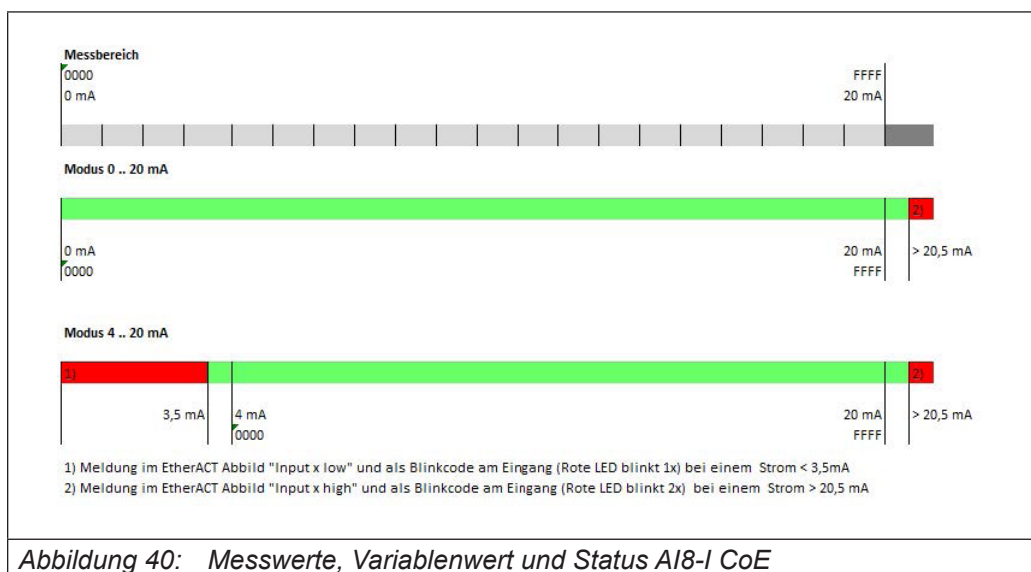 Messbereich
0000 FFFF
0 mA 20 mA
Modus 0 .. 20 mA
2)
0 mA 20 mA > 20,5 mA
0000 FFFF
Modus 4 .. 20 mA
1) 2)
3,5 mA 4 mA 20 mA > 20,5 mA
0000 FFFF
1) Meldung im EtherACT Abbild "Input x low" und als Blinkcode am Eingang (Rote LED blinkt 1x) bei einem Strom < 3,5mA
2) Meldung im EtherACT Abbild "Input x high" und als Blinkcode am Eingang (Rote LED blinkt 2x) bei einem Strom > 20,5 mA
Abbildung 40: Messwerte, Variablenwert und Status AI8-I CoE